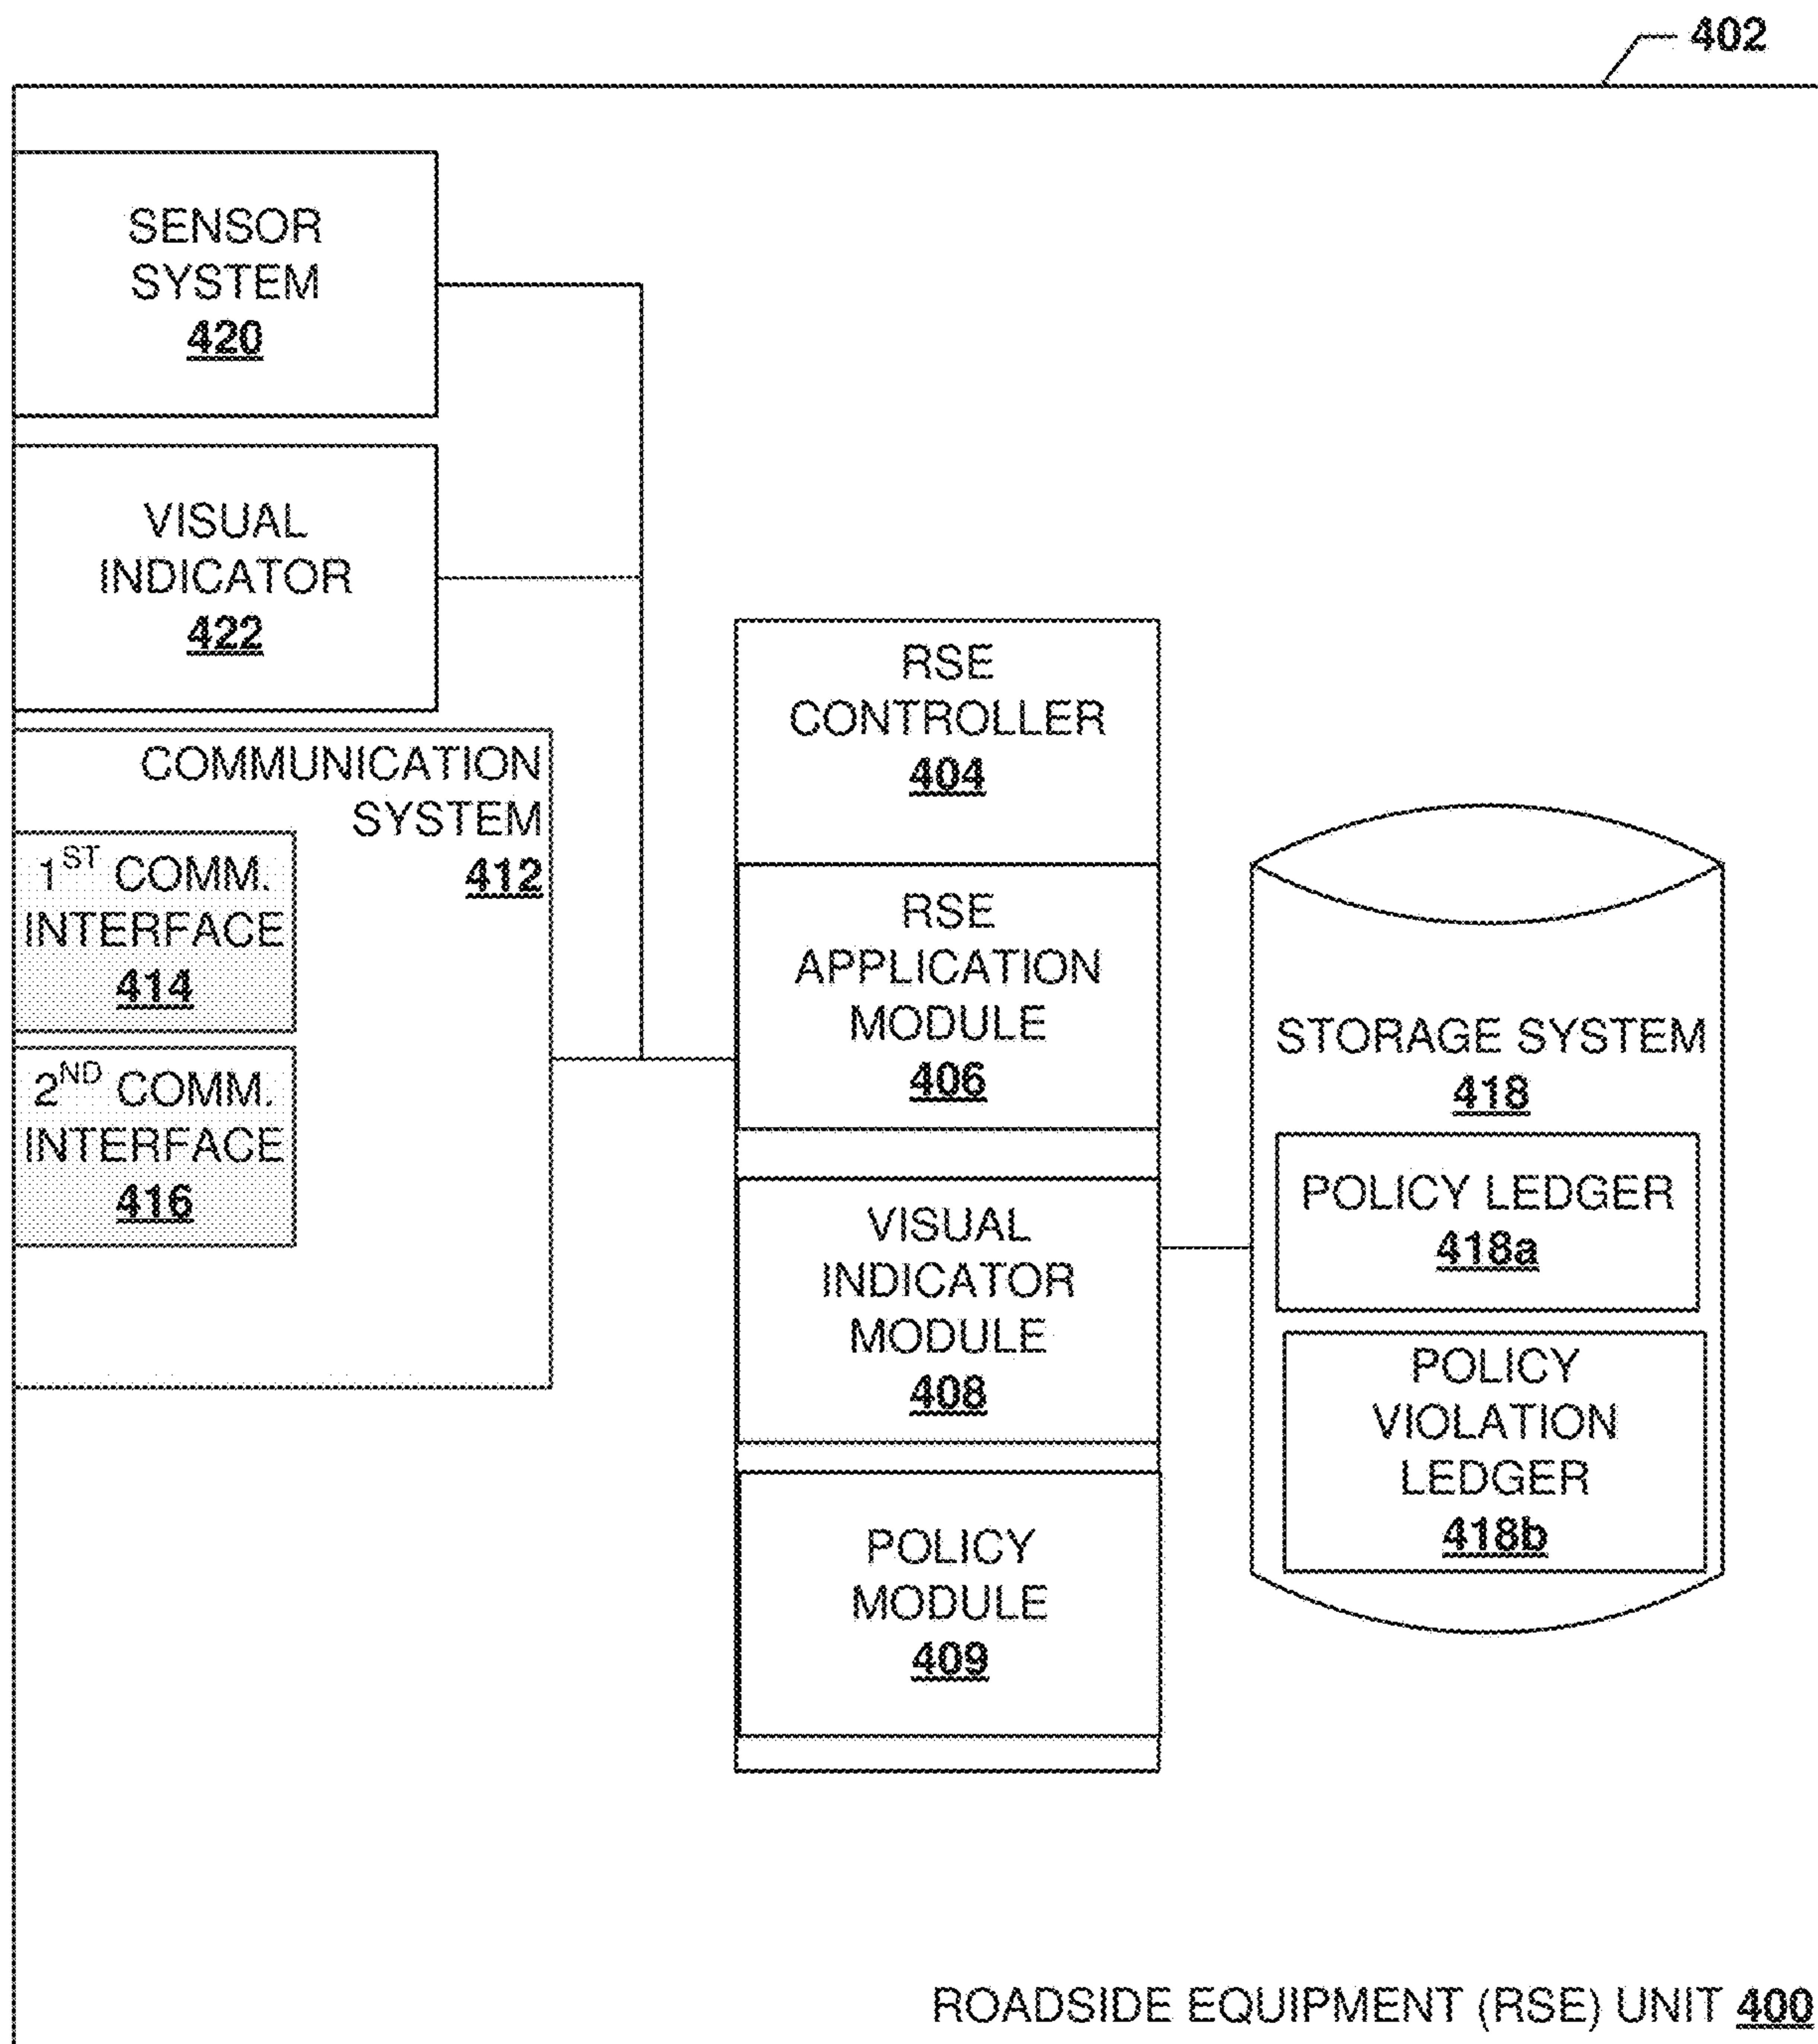 402
SENSOR
SYSTEM
420
VISUAL
INDICATOR
422
COMMUNICATION
SYSTEM
412
1ST COMM.
INTERFACE
414
2ND COMM.
INTERFACE
416
RSE
CONTROLLER
404
RSE
APPLICATION
MODULE
406
VISUAL
INDICATOR
MODULE
408
POLICY
MODULE
409
STORAGE SYSTEM
418
POLICY LEDGER
418a
POLICY
VIOLATION
LEDGER
418b
ROADSIDE EQUIPMENT (RSE) UNIT 400